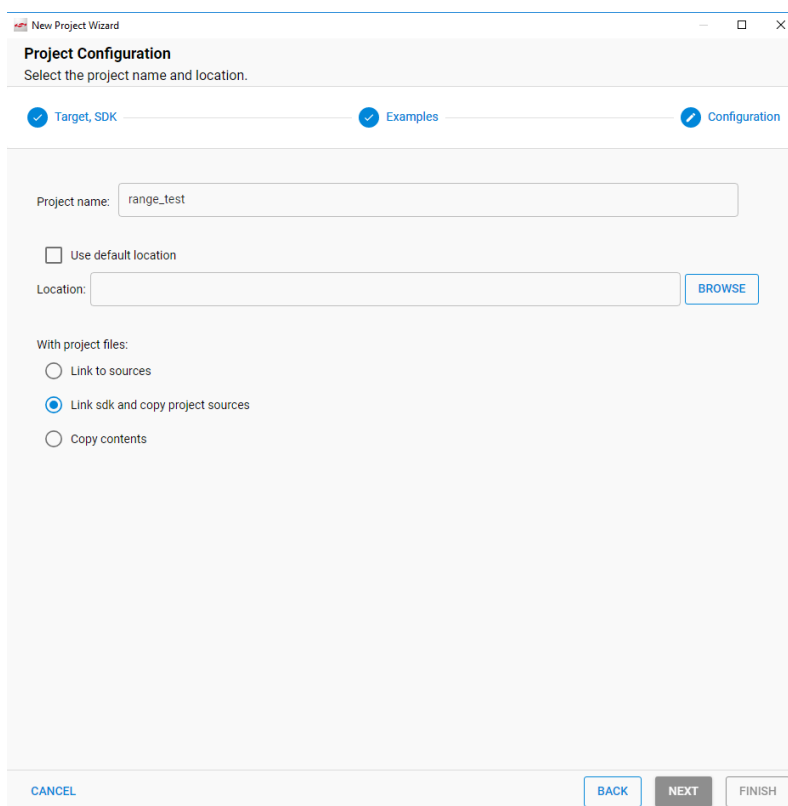 New Project Wizard
Project Configuration
Select the project name and location.
Target, SDK
Examples
Configuration
Project name:
range_test
Use default location
Location:
BROWSE
With project files:
Link to sources
Link sdk and copy project sources
Copy contents
CANCEL
BACK
NEXT
FINISH